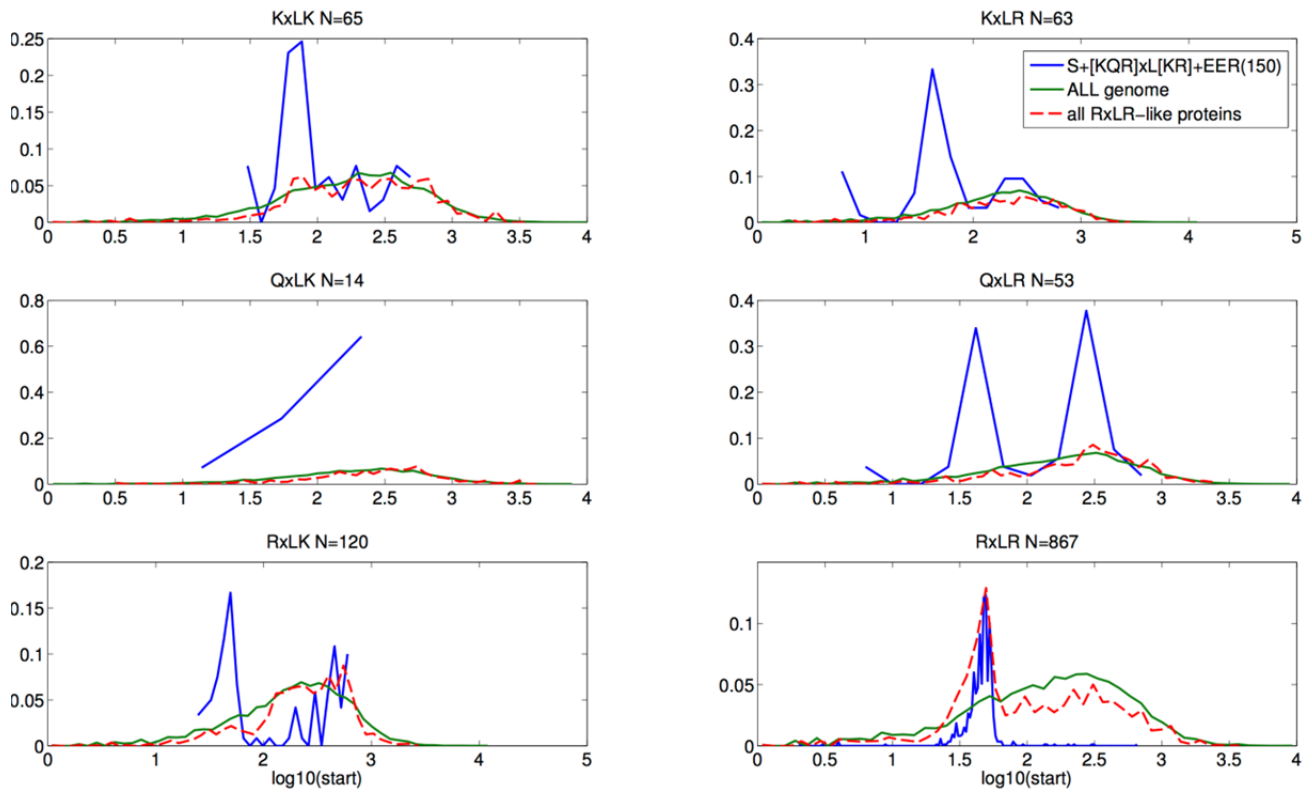 KxLK N=65
0.25
0.2
0.15
0.1
0.05
0
0 0.5 1 1.5 2 2.5 3 3.5 4
KxLR N=63
0.4
0.3
0.2
0.1
0
0 1 2 3 4 5
S+[KQR]xL[KR]+EER(150)
ALL genome
all RxLR-like proteins
QxLK N=14
0.8
0.6
0.4
0.2
0
0 0.5 1 1.5 2 2.5 3 3.5 4
QxLR N=53
0.4
0.3
0.2
0.1
0
0 0.5 1 1.5 2 2.5 3 3.5 4
RxLK N=120
0.2
0.15
0.1
0.05
0
0 1 2 3 4 5
log10(start)
RxLR N=867
0.1
0.05
0
0 0.5 1 1.5 2 2.5 3 3.5 4
log10(start)